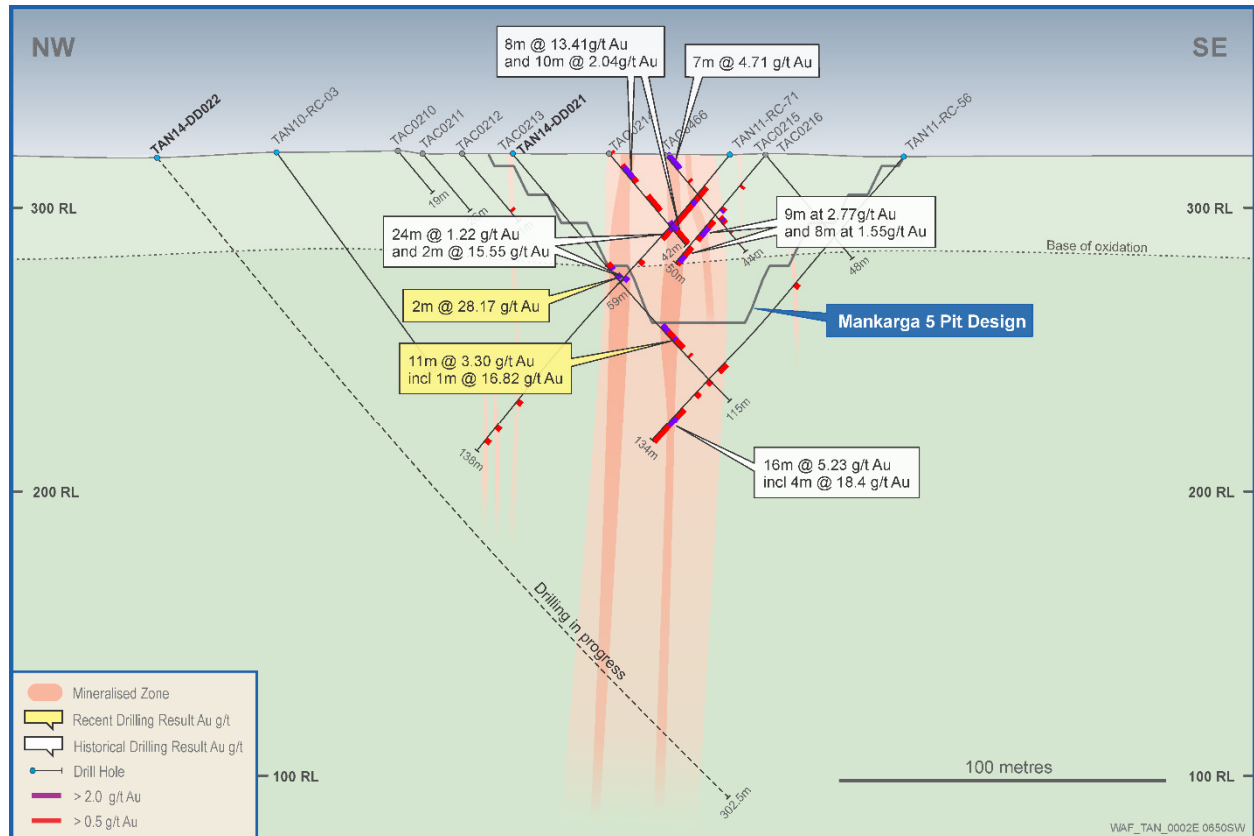 NW
SE
8m @ 13.41g/t Au
and 10m @ 2.04g/t Au
7m @ 4.71 g/t Au
TAN14-DD022
TAN10-RC-03
TAC0210
TAC0211
TAC0212
TAC0213
TAN14-DD021
TAN11-RC-71
TAC0215
TAC0216
TAN11-RC-56
300 RL
300 RL
19m
24m @ 1.22 g/t Au
and 2m @ 15.55 g/t Au
9m at 2.77g/t Au
and 8m at 1.55g/t Au
42m
50m
44m
48m
Base of oxidation
2m @ 28.17 g/t Au
59m
Mankarga 5 Pit Design
11m @ 3.30 g/t Au
incl 1m @ 16.82 g/t Au
115m
138m
134m
16m @ 5.23 g/t Au
incl 4m @ 18.4 g/t Au
200 RL
200 RL
Drilling in progress
302.5m
Mineralised Zone
Recent Drilling Result Au g/t
Historical Drilling Result Au g/t
Drill Hole
> 2.0 g/t Au
> 0.5 g/t Au
100 RL
100 metres
100 RL
WAF_TAN_0002E 0650SW